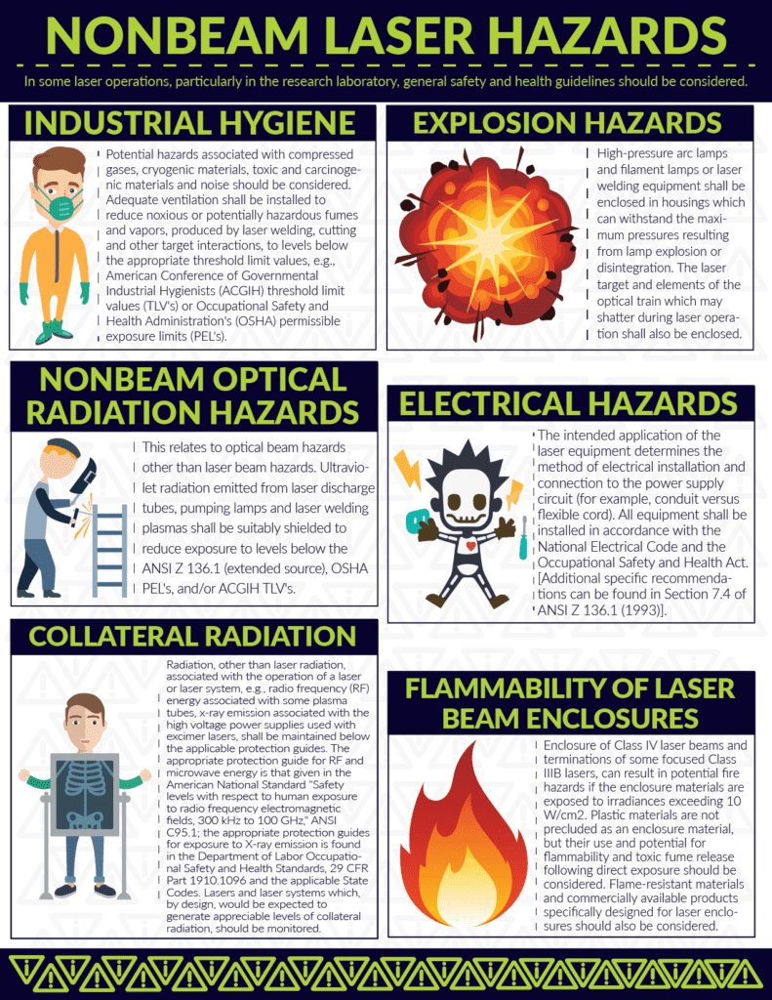 NONBEAM LASER HAZARDS
In some laser operations, particularly in the research laboratory, general safety and health guidelines should be considered.
INDUSTRIAL HYGIENE
Potential hazards associated with compressed
gases, cryogenic materials, toxic and carcinoge-
nic materials and noise should be considered.
Adequate ventilation shall be installed to
reduce noxious or potentially hazardous fumes
and vapors, produced by laser welding, cutting
and other target interactions, to levels below
the appropriate threshold limit values, e.g.,
American Conference of Governmental
Industrial Hygienists (ACGIH) threshold limit
values (TLV's) or Occupational Safety and
Health Administration's (OSHA) permissible
exposure limits (PEL's).
EXPLOSION HAZARDS
High-pressure arc lamps
and filament lamps or laser
welding equipment shall be
enclosed in housings which
can withstand the maxi-
mum pressures resulting
from lamp explosion or
disintegration. The laser
target and elements of the
optical train which may
shatter during laser opera-
tion shall also be enclosed.
NONBEAM OPTICAL
RADIATION HAZARDS
This relates to optical beam hazards
other than laser beam hazards. Ultravio-
let radiation emitted from laser discharge
tubes, pumping lamps and laser welding
plasmas shall be suitably shielded to
reduce exposure to levels below the
ANSI Z 136.1 (extended source), OSHA
PEL's, and/or ACGIH TLV's.
ELECTRICAL HAZARDS
The intended application of the
laser equipment determines the
method of electrical installation and
connection to the power supply
circuit (for example, conduit versus
flexible cord). All equipment shall be
installed in accordance with the
National Electrical Code and the
Occupational Safety and Health Act.
[Additional specific recommenda-
tions can be found in Section 7.4 of
ANSI Z 136.1 (1993)].
COLLATERAL RADIATION
Radiation, other than laser radiation,
associated with the operation of a laser
or laser system, e.g., radio frequency (RF)
energy associated with some plasma
tubes, x-ray emission associated with the
high voltage power supplies used with
excimer lasers, shall be maintained below
the applicable protection guides. The
appropriate protection guide for RF and
microwave energy is that given in the
American National Standard "Safety
levels with respect to human exposure
to radio frequency electromagnetic
fields, 300 kHz to 100 GHz," ANSI
C95.1; the appropriate protection guides
for exposure to X-ray emission is found
in the Department of Labor Occupatio-
nal Safety and Health Standards, 29 CFR
Part 1910.1096 and the applicable State
Codes. Lasers and laser systems which,
by design, would be expected to
generate appreciable levels of collateral
radiation, should be monitored.
FLAMMABILITY OF LASER
BEAM ENCLOSURES
Enclosure of Class IV laser beams and
terminations of some focused Class
IIIB lasers, can result in potential fire
hazards if the enclosure materials are
exposed to irradiances exceeding 10
W/cm2. Plastic materials are not
precluded as an enclosure material,
but their use and potential for
flammability and toxic fume release
following direct exposure should be
considered. Flame-resistant materials
and commercially available products
specifically designed for laser enclo-
sures should also be considered.